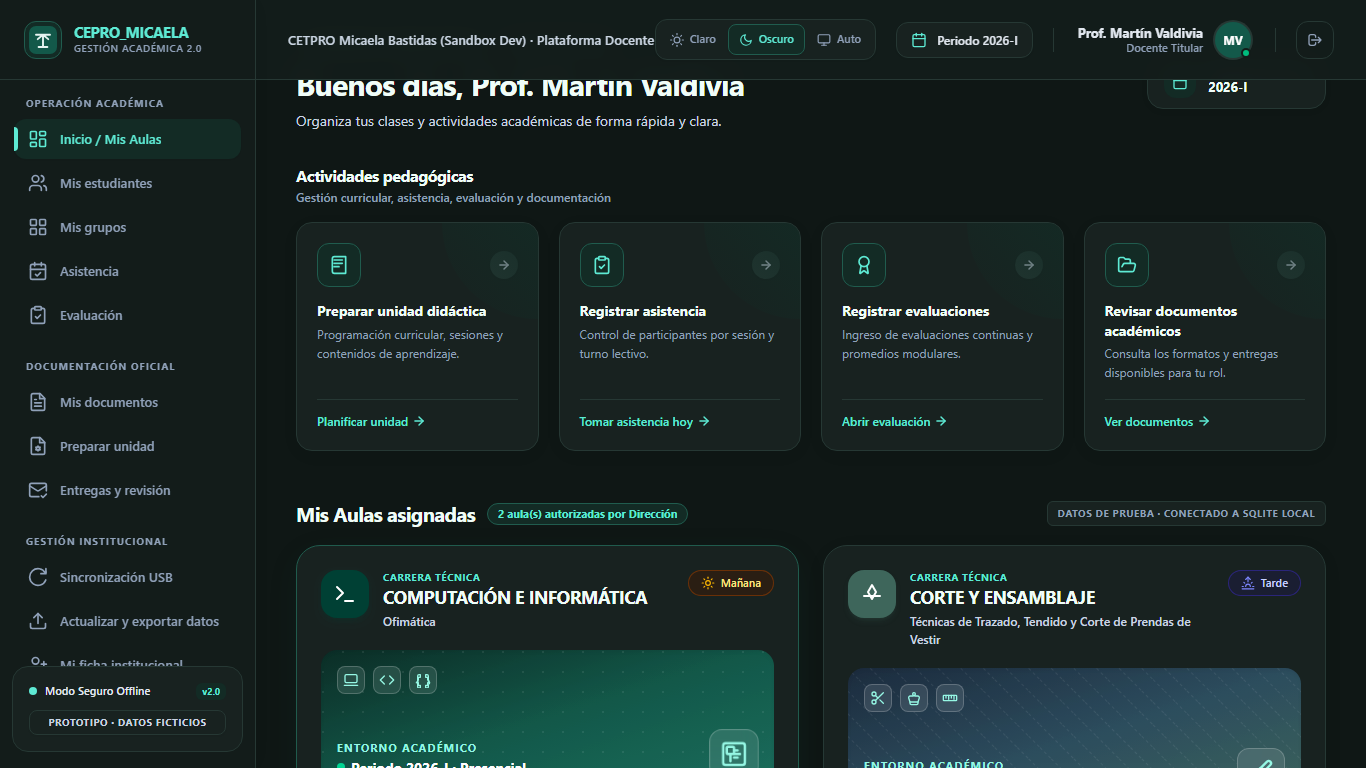 CEPRO_MICAELA
GESTIÓN ACADÉMICA 2.0
CETPRO Micaela Bastidas (Sandbox Dev) · Plataforma Docente
Claro
Oscuro
Auto
Periodo 2026-I
Prof. Martín Valdivia
Docente Titular
MV
OPERACIÓN ACADÉMICA
Inicio / Mis Aulas
Mis estudiantes
Mis grupos
Asistencia
Evaluación
DOCUMENTACIÓN OFICIAL
Mis documentos
Preparar unidad
Entregas y revisión
GESTIÓN INSTITUCIONAL
Sincronización USB
Actualizar y exportar datos
Mi ficha institucional
Modo Seguro Offline
v2.0
PROTOTIPO · DATOS FICTICIOS
Buenos días, Prof. Martín Valdivia
Organiza tus clases y actividades académicas de forma rápida y clara.
2026-I
Actividades pedagógicas
Gestión curricular, asistencia, evaluación y documentación
Preparar unidad didáctica
Programación curricular, sesiones y
contenidos de aprendizaje.
Planificar unidad
Registrar asistencia
Control de participantes por sesión y
turno lectivo.
Tomar asistencia hoy
Registrar evaluaciones
Ingreso de evaluaciones continuas y
promedios modulares.
Abrir evaluación
Revisar documentos
académicos
Consulta los formatos y entregas
disponibles para tu rol.
Ver documentos
Mis Aulas asignadas
2 aula(s) autorizadas por Dirección
DATOS DE PRUEBA · CONECTADO A SQLITE LOCAL
CARRERA TÉCNICA
COMPUTACIÓN E INFORMÁTICA
Ofimática
Mañana
ENTORNO ACADÉMICO
Periodo 2026-I · Presencial
CARRERA TÉCNICA
CORTE Y ENSAMBLAJE
Técnicas de Trazado, Tendido y Corte de Prendas de
Vestir
Tarde
ENTORNO ACADÉMICO